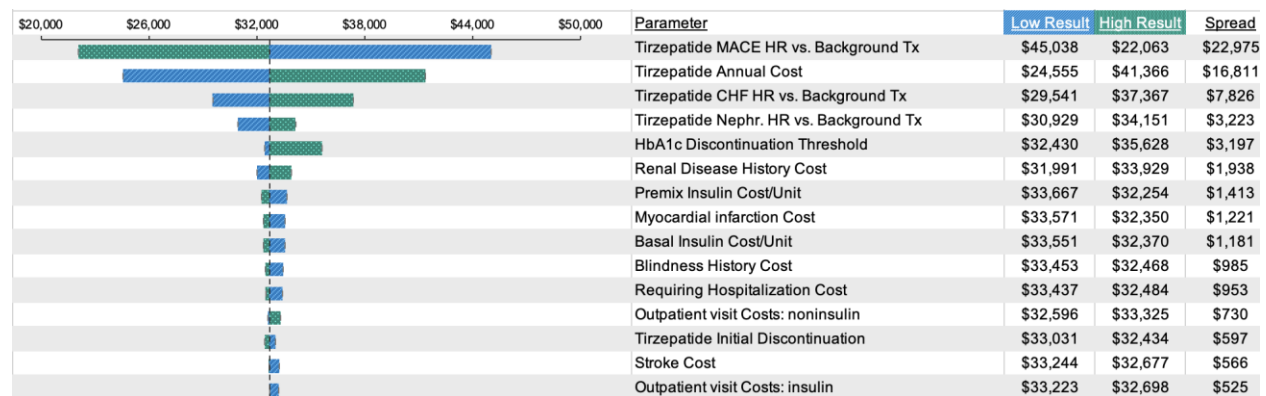 $20,000 $26,000 $32,000 $38,000 $44,000 $50,000 Parameter Low Result High Result Spread
Tirzepatide MACE HR vs. Background Tx $45,038 $22,063 $22,975
Tirzepatide Annual Cost $24,555 $41,366 $16,811
Tirzepatide CHF HR vs. Background Tx $29,541 $37,367 $7,826
Tirzepatide Nephr. HR vs. Background Tx $30,929 $34,151 $3,223
HbA1c Discontinuation Threshold $32,430 $35,628 $3,197
Renal Disease History Cost $31,991 $33,929 $1,938
Premix Insulin Cost/Unit $33,667 $32,254 $1,413
Myocardial infarction Cost $33,571 $32,350 $1,221
Basal Insulin Cost/Unit $33,551 $32,370 $1,181
Blindness History Cost $33,453 $32,468 $985
Requiring Hospitalization Cost $33,437 $32,484 $953
Outpatient visit Costs: noninsulin $32,596 $33,325 $730
Tirzepatide Initial Discontinuation $33,031 $32,434 $597
Stroke Cost $33,244 $32,677 $566
Outpatient visit Costs: insulin $33,223 $32,698 $525